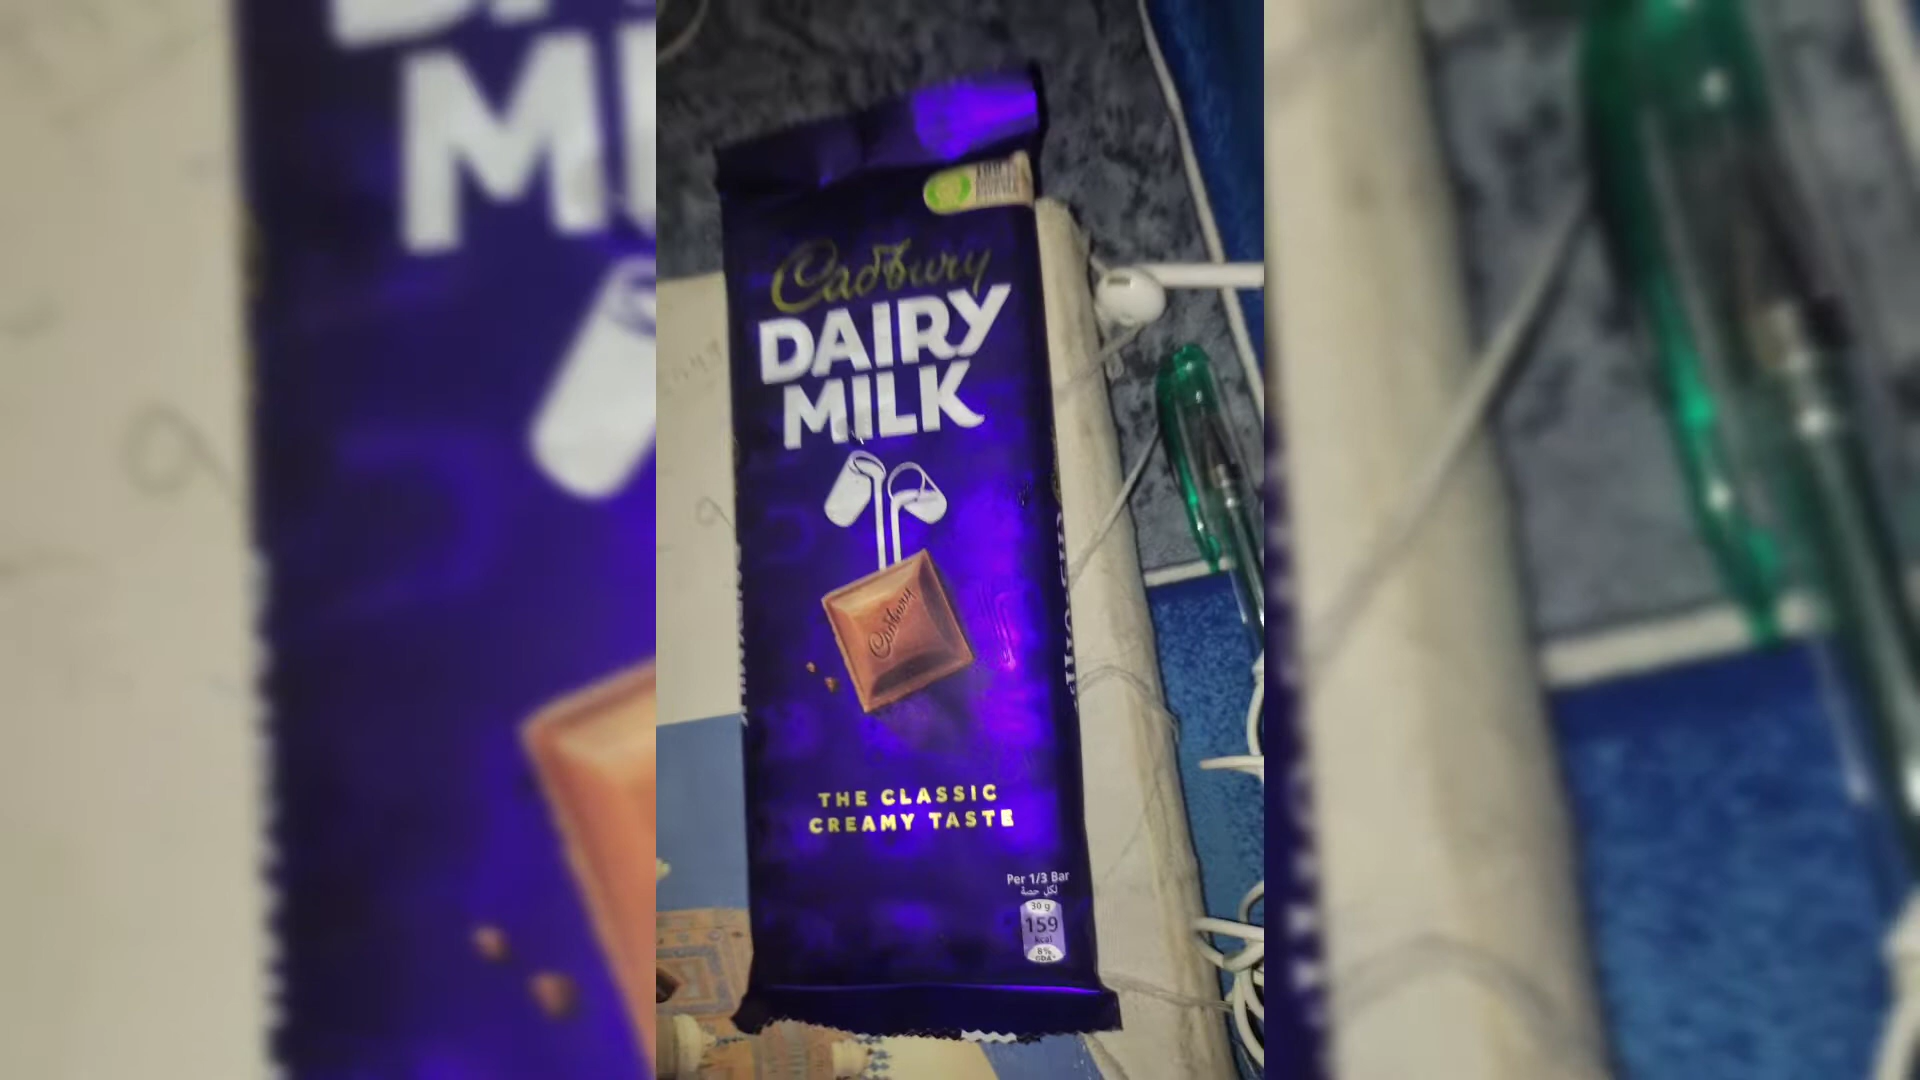 Cadbury
DAIRY
MILK
Cadbury
THE CLASSIC
CREAMY TASTE
Per 1/3 Bar
لكل حصة
30 g
159
kcal
8%
GDA*